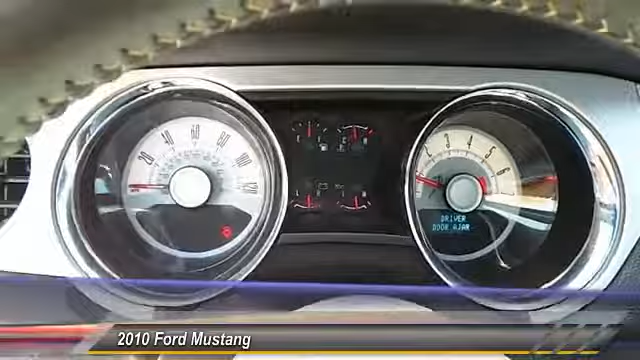 20 40 60 80 100 120
E F C H
L H L H
1 2 3 4 5 6
DRIVER
DOOR AJAR
2010 Ford Mustang